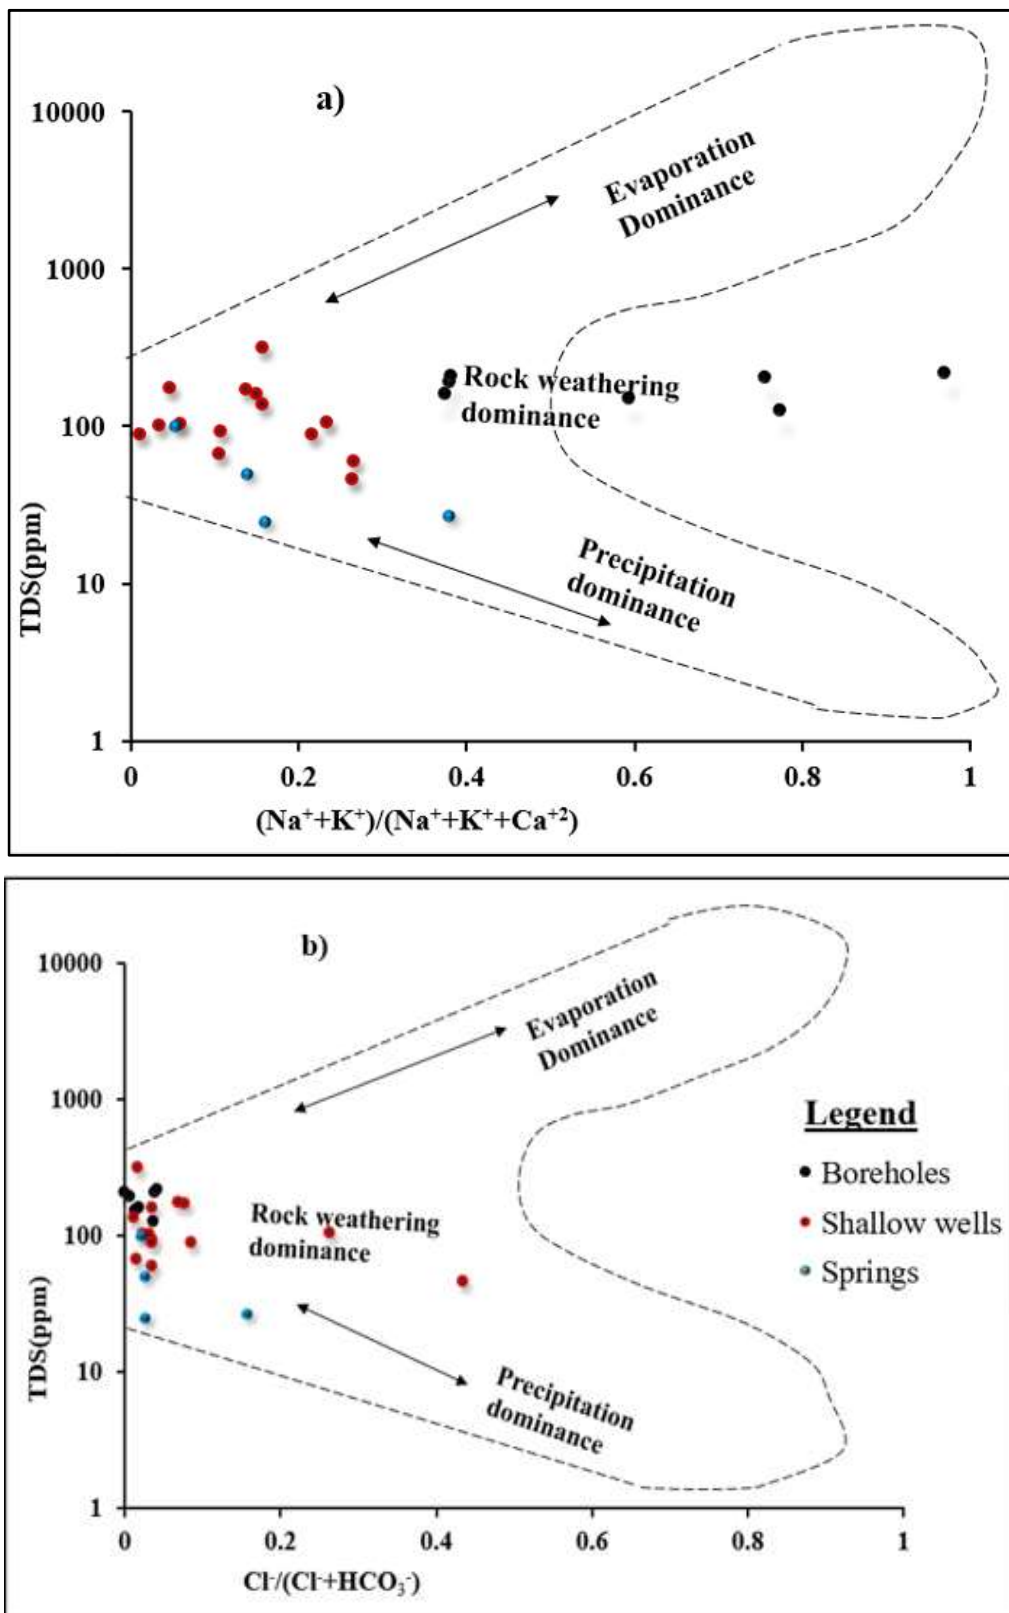 a)
10000
1000
100
10
1
TDS(ppm)
Evaporation
Dominance
Rock weathering
dominance
Precipitation
dominance
0 0.2 0.4 0.6 0.8 1
(Na⁺+K⁺)/(Na⁺+K⁺+Ca⁺²)
b)
10000
1000
100
10
1
TDS(ppm)
Evaporation
Dominance
Rock weathering
dominance
Precipitation
dominance
Legend
Boreholes
Shallow wells
Springs
0 0.2 0.4 0.6 0.8 1
Cl⁻/(Cl⁻+HCO₃⁻)